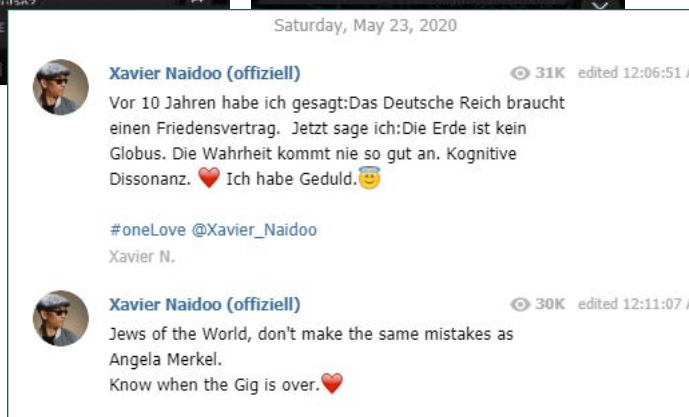 Saturday, May 23, 2020
Xavier Naidoo (offiziell) 31K edited 12:06:51 A
Vor 10 Jahren habe ich gesagt:Das Deutsche Reich braucht
einen Friedensvertrag. Jetzt sage ich:Die Erde ist kein
Globus. Die Wahrheit kommt nie so gut an. Kognitive
Dissonanz. ❤️ Ich habe Geduld.😇
#oneLove @Xavier_Naidoo
Xavier N.
Xavier Naidoo (offiziell) 30K edited 12:11:07 A
Jews of the World, don't make the same mistakes as
Angela Merkel.
Know when the Gig is over.❤️